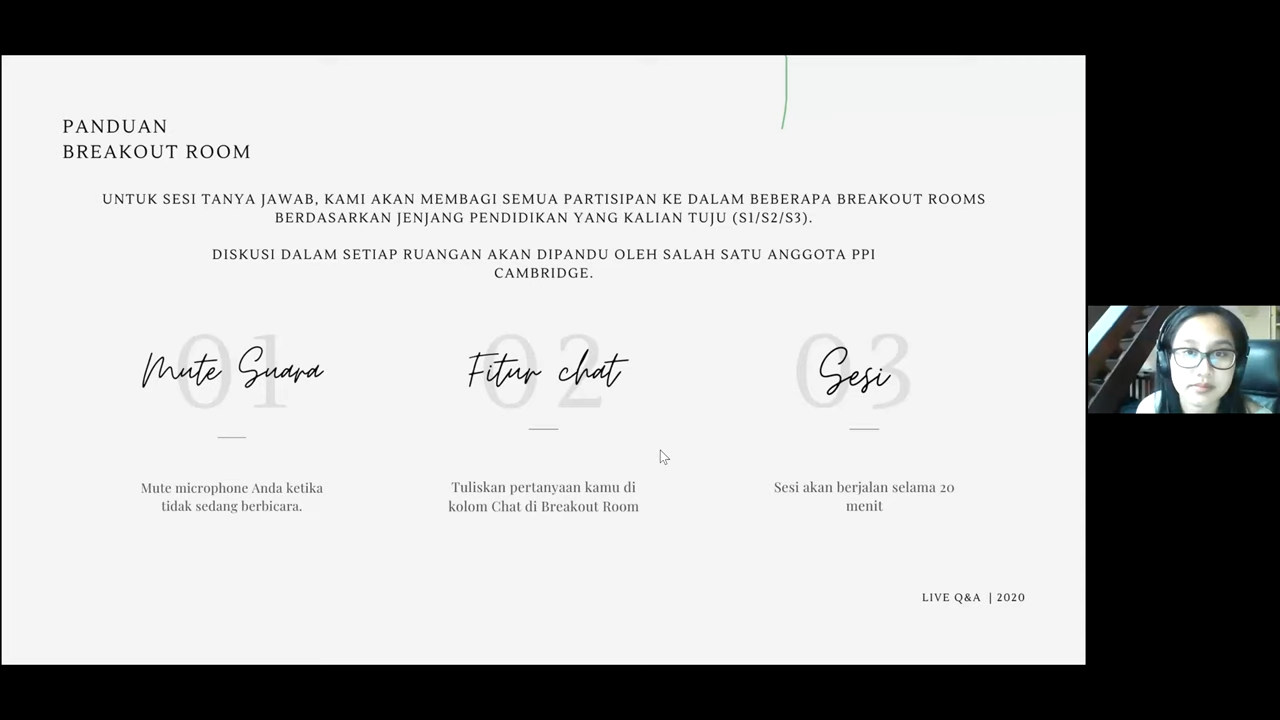 PANDUAN
BREAKOUT ROOM
UNTUK SESI TANYA JAWAB, KAMI AKAN MEMBAGI SEMUA PARTISIPAN KE DALAM BEBERAPA BREAKOUT ROOMS
BERDASARKAN JENJANG PENDIDIKAN YANG KALIAN TUJU (S1/S2/S3).
DISKUSI DALAM SETIAP RUANGAN AKAN DIPANDU OLEH SALAH SATU ANGGOTA PPI
CAMBRIDGE.
01
Mute Suara
Mute microphone Anda ketika
tidak sedang berbicara.
02
Fitur chat
Tuliskan pertanyaan kamu di
kolom Chat di Breakout Room
03
Sesi
Sesi akan berjalan selama 20
menit
LIVE Q&A | 2020